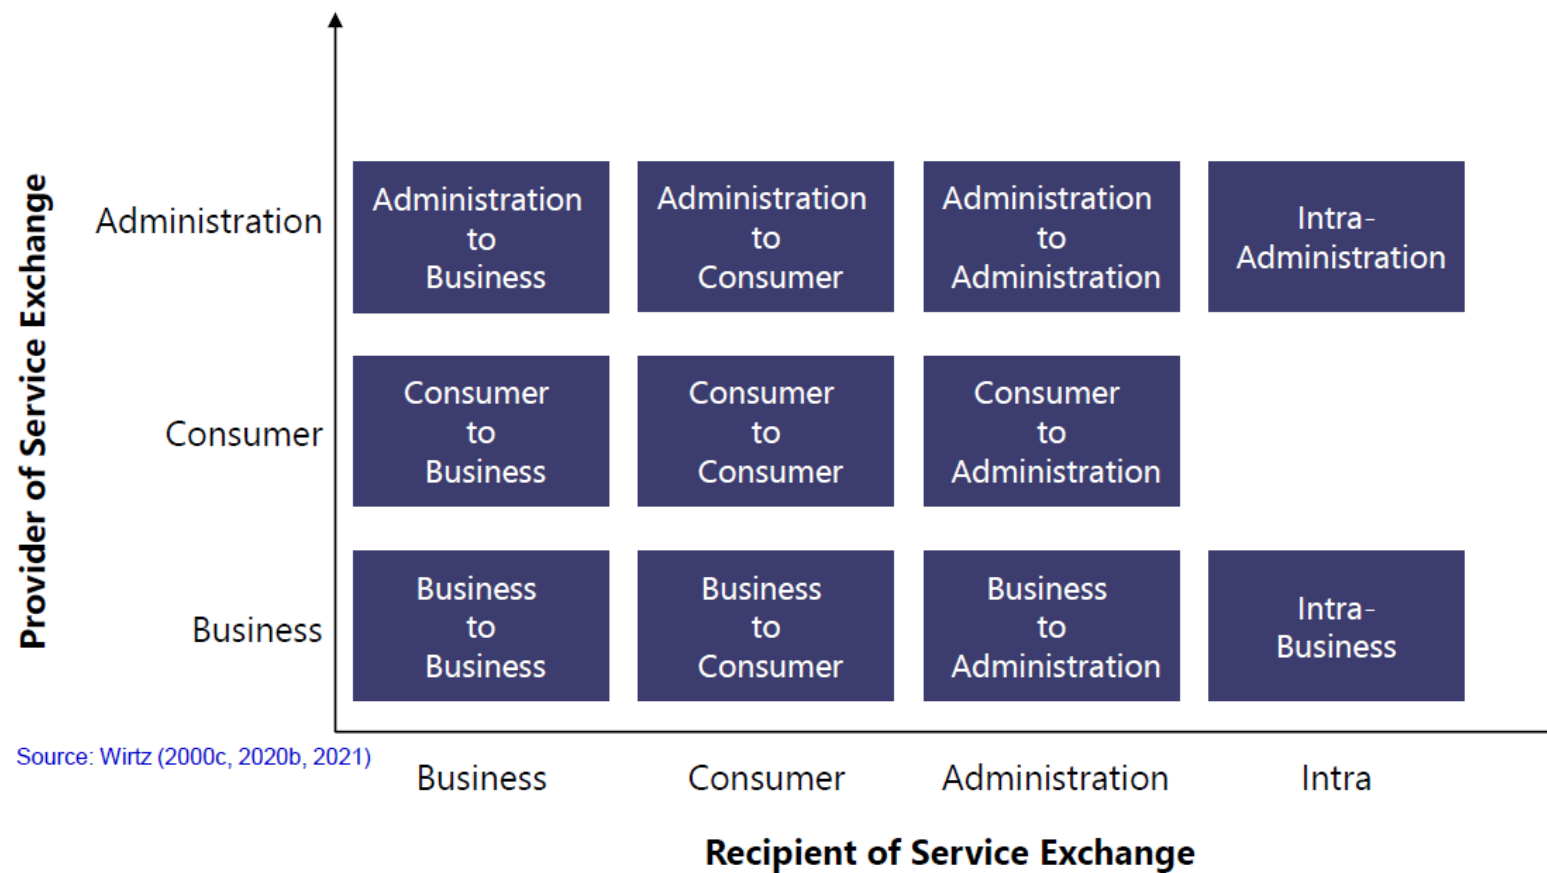 Provider of Service Exchange
Administration
Administration
to
Business
Administration
to
Consumer
Administration
to
Administration
Intra-
Administration
Consumer
Consumer
to
Business
Consumer
to
Consumer
Consumer
to
Administration
Business
Business
to
Business
Business
to
Consumer
Business
to
Administration
Intra-
Business
Source: Wirtz (2000c, 2020b, 2021)
Business
Consumer
Administration
Intra
Recipient of Service Exchange